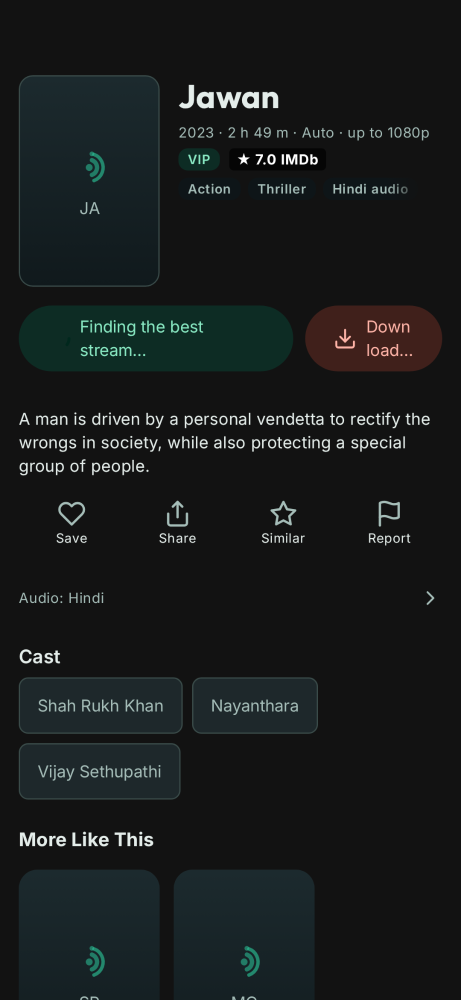 Jawan
2023 · 2 h 49 m · Auto · up to 1080p
VIP
★ 7.0 IMDb
Action
Thriller
Hindi audio
JA
Finding the best
stream...
Down
load...
A man is driven by a personal vendetta to rectify the
wrongs in society, while also protecting a special
group of people.
Save
Share
Similar
Report
Audio: Hindi
Cast
Shah Rukh Khan
Nayanthara
Vijay Sethupathi
More Like This